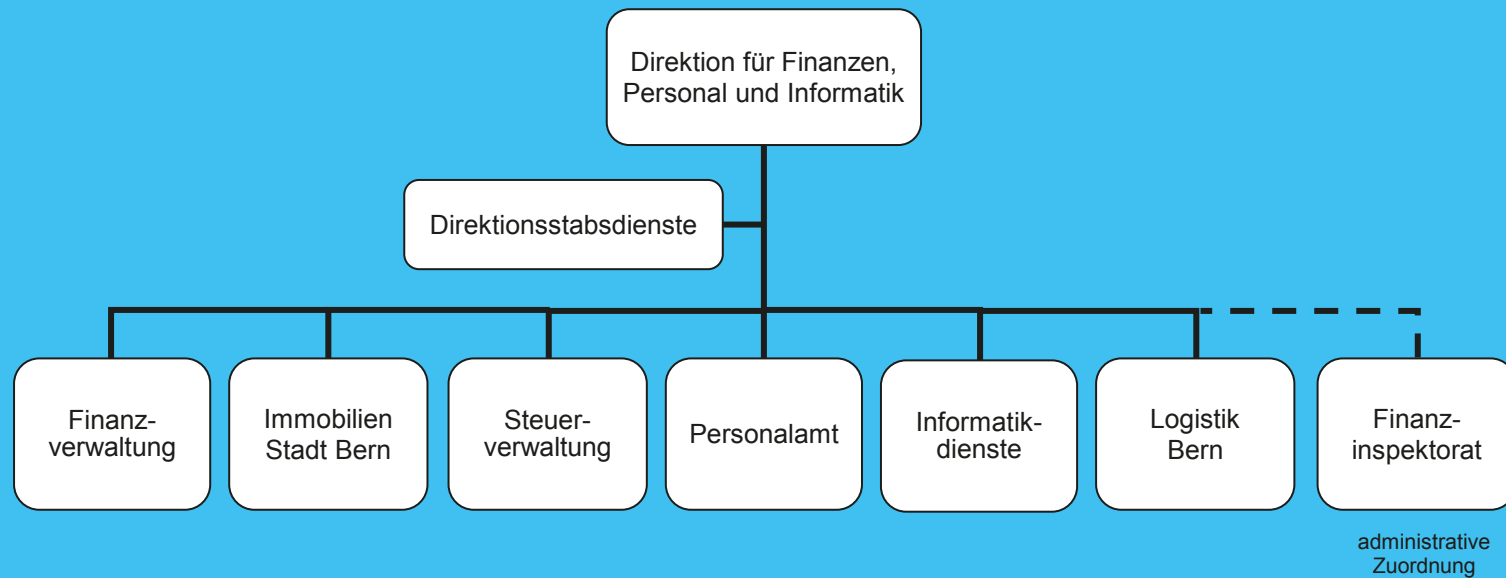 Direktion für Finanzen,
Personal und Informatik
Direktionsstabsdienste
Finanz-
verwaltung
Immobilien
Stadt Bern
Steuer-
verwaltung
Personalamt
Informatik-
dienste
Logistik
Bern
Finanz-
inspektorat
administrative
Zuordnung